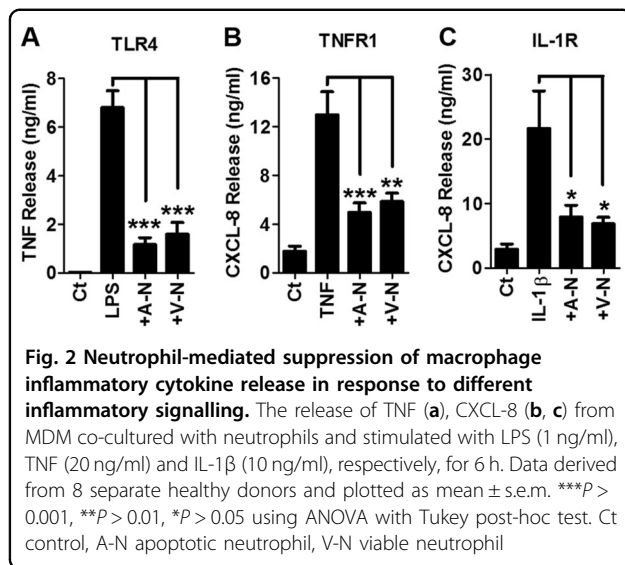 A
TLR4
TNF Release (ng/ml)
8
6
4
2
0
***
***
Ct
LPS
+A-N
+V-N
B
TNFR1
CXCL-8 Release (ng/ml)
16
12
8
4
0
***
**
Ct
TNF
+A-N
+V-N
C
IL-1R
CXCL-8 Release (ng/ml)
30
20
10
0
*
*
Ct
IL-1β
+A-N
+V-N
Fig. 2 Neutrophil-mediated suppression of macrophage
inflammatory cytokine release in response to different
inflammatory signalling. The release of TNF (a), CXCL-8 (b, c) from
MDM co-cultured with neutrophils and stimulated with LPS (1 ng/ml),
TNF (20 ng/ml) and IL-1β (10 ng/ml), respectively, for 6 h. Data derived
from 8 separate healthy donors and plotted as mean ± s.e.m. ***P >
0.001, **P > 0.01, *P > 0.05 using ANOVA with Tukey post-hoc test. Ct
control, A-N apoptotic neutrophil, V-N viable neutrophil